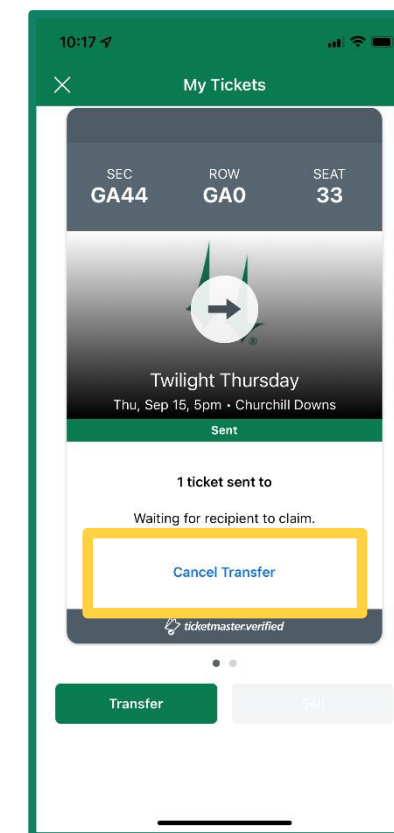 10:17
My Tickets
SEC ROW SEAT
GA44 GA0 33
®
Twilight Thursday
Thu, Sep 15, 5pm • Churchill Downs
Sent
1 ticket sent to
Waiting for recipient to claim.
Cancel Transfer
ticketmaster.verified
Transfer Sell